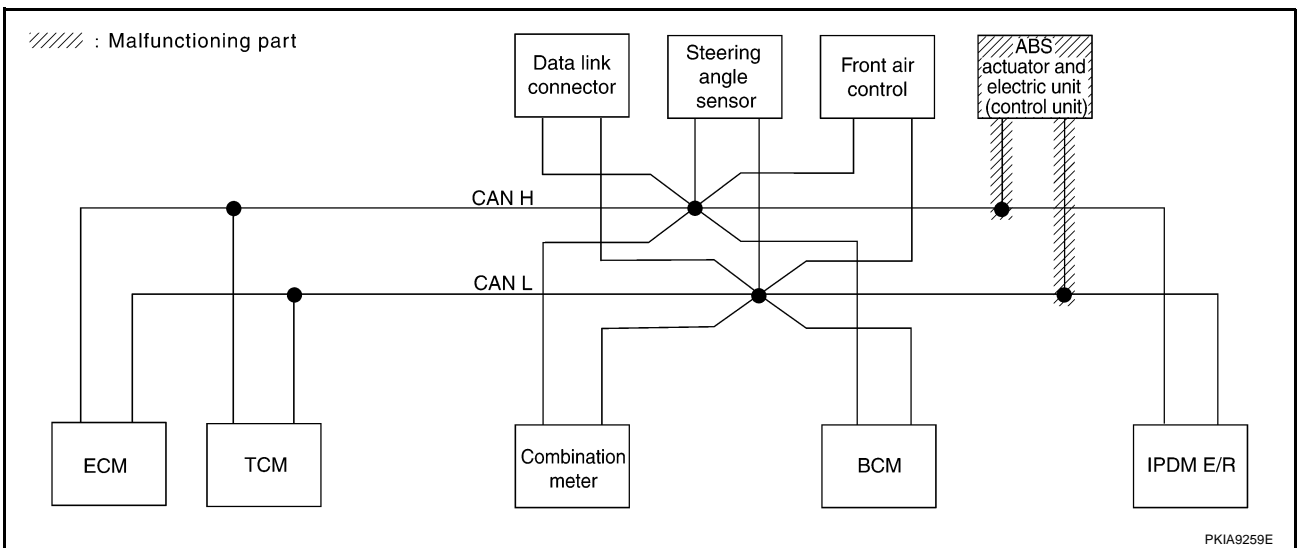 : Malfunctioning part
Data link
connector
Steering
angle
sensor
Front air
control
ABS
actuator and
electric unit
(control unit)
CAN H
CAN L
ECM
TCM
Combination
meter
BCM
IPDM E/R
PKIA9259E